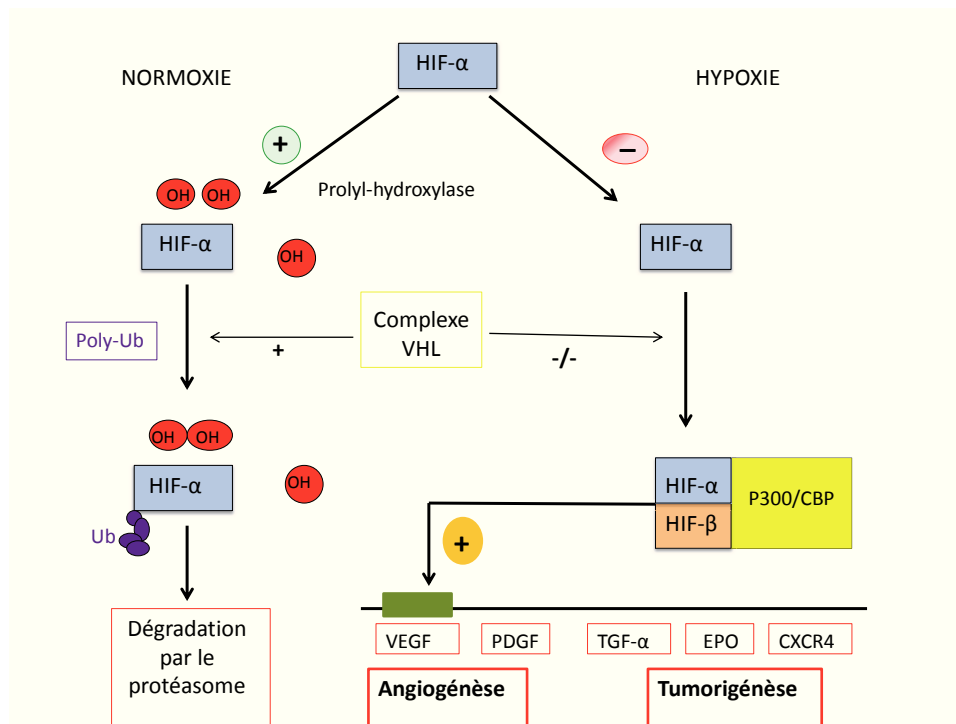 HIF-α
NORMOXIE
HYPOXIE
+
–
OH OH
Prolyl-hydroxylase
HIF-α
OH
HIF-α
Poly-Ub
Complexe
VHL
+
-/-
OH OH
HIF-α
OH
Ub
HIF-α
HIF-β
P300/CBP
+
Dégradation
par le
protéasome
VEGF
PDGF
TGF-α
EPO
CXCR4
Angiogénèse
Tumorigénèse